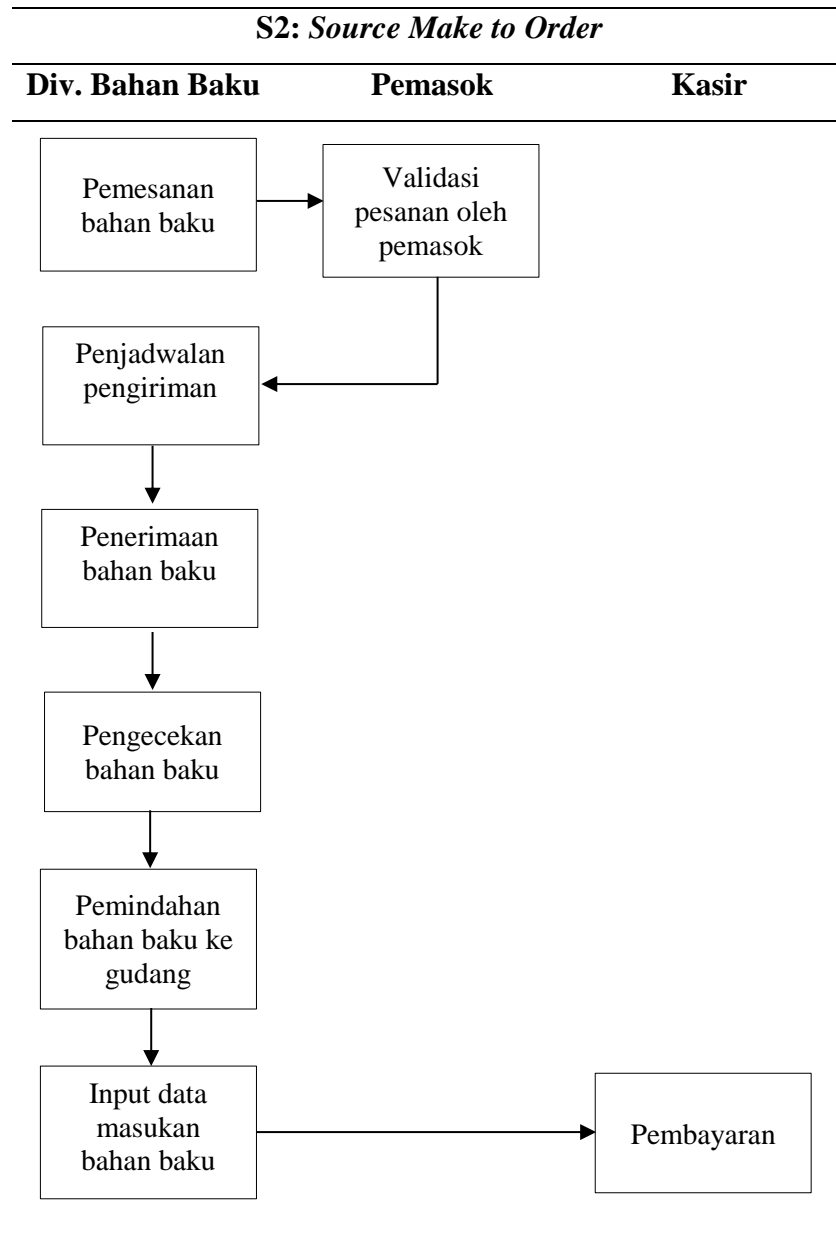 S2: Source Make to Order
Div. Bahan Baku Pemasok Kasir
Pemesanan
bahan baku
Validasi
pesanan oleh
pemasok
Penjadwalan
pengiriman
Penerimaan
bahan baku
Pengecekan
bahan baku
Pemindahan
bahan baku ke
gudang
Input data
masukan
bahan baku
Pembayaran